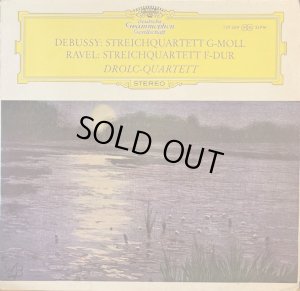 Deutsche
Grammophon
Gesellschaft
DEBUSSY: STREICHQUARTETT G-MOLL
RAVEL: STREICHQUARTETT F-DUR
DROLC-QUARTETT
STEREO
SOLD OUT